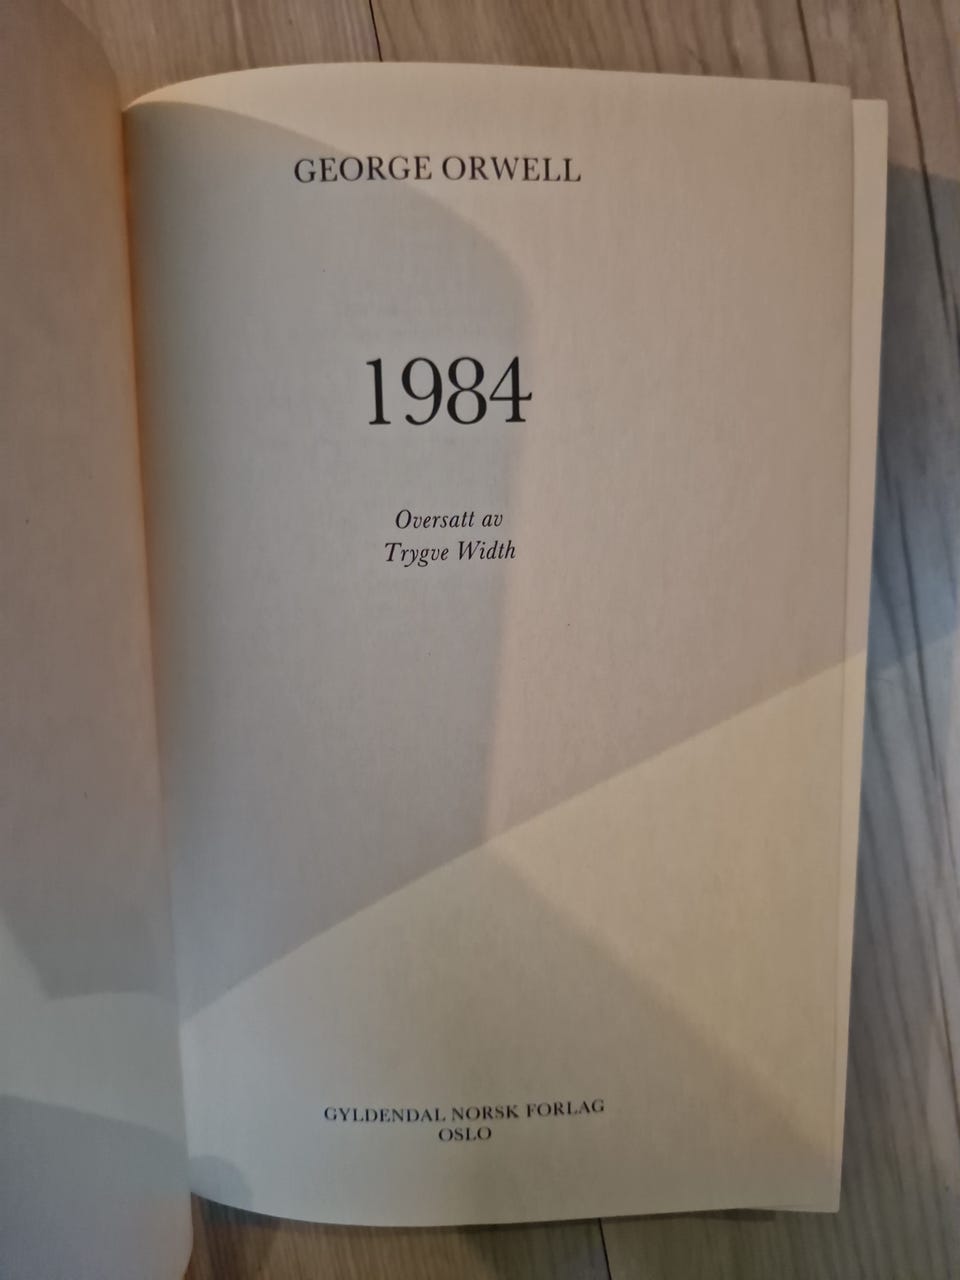 GEORGE ORWELL
1984
Oversatt av
Trygve Width
GYLDENDAL NORSK FORLAG
OSLO